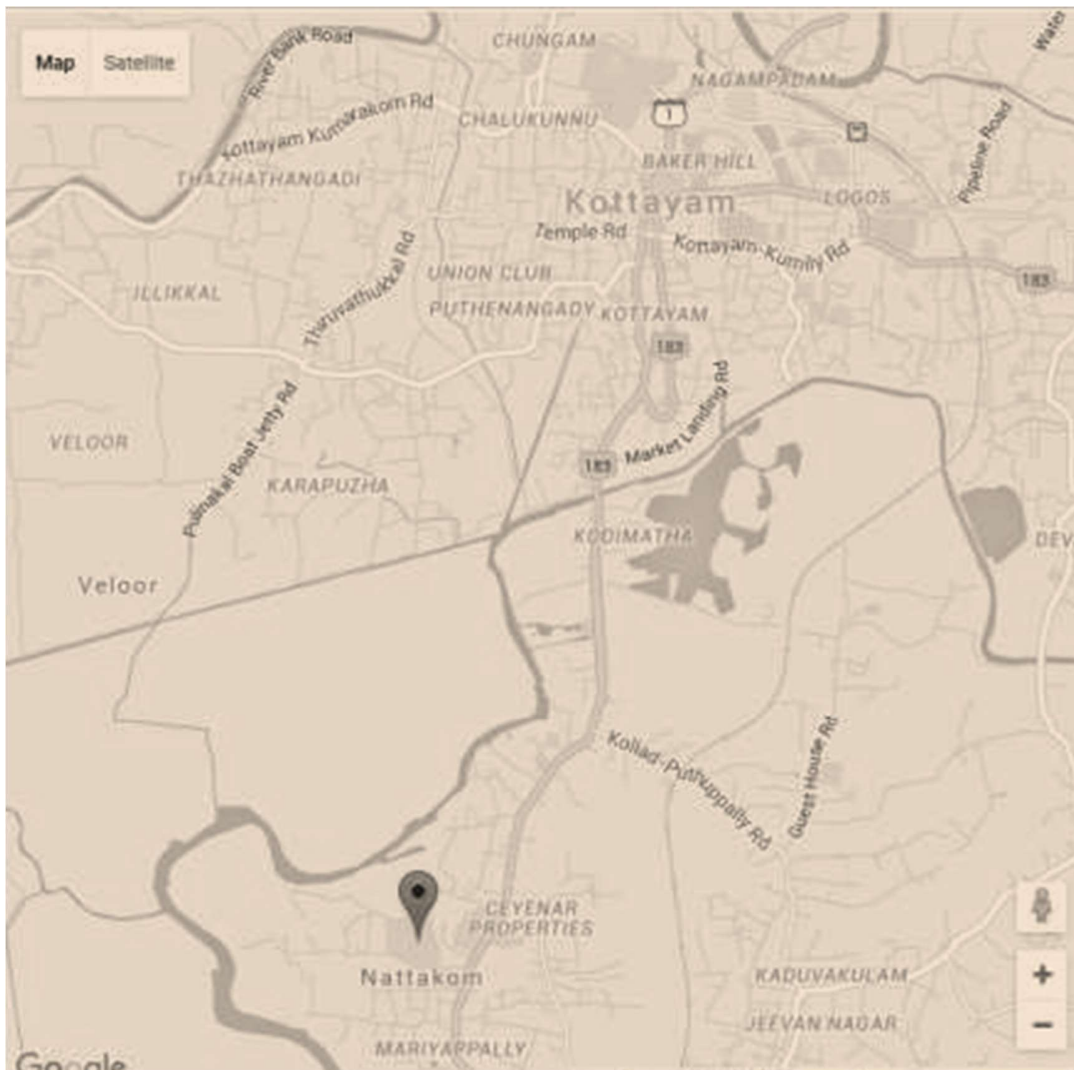 Map
Satellite
River Bank Road
CHUNGAM
Water
NAGAMPADAM
Kottayam Kumarakom Rd
CHALUKUNNU
1
Pipeline Road
BAKER HILL
THAZHATHANGADI
LOGOS
Kottayam
Temple Rd
Kottayam-Kumily Rd
Thiruvathukkal Rd
UNION CLUB
183
ILLIKKAL
PUTHENANGADY
KOTTAYAM
183
Market Landing Rd
VELOOR
Pulinakal Boat Jetty Rd
183
KARAPUZHA
KODIMATHA
DEV
Veloor
Kollad-Puthuppally Rd
Guest House Rd
CEYENAR
PROPERTIES
Nattakom
KADUVAKULAM
+
JEEVAN NAGAR
−
MARIYAPPALLY
Google